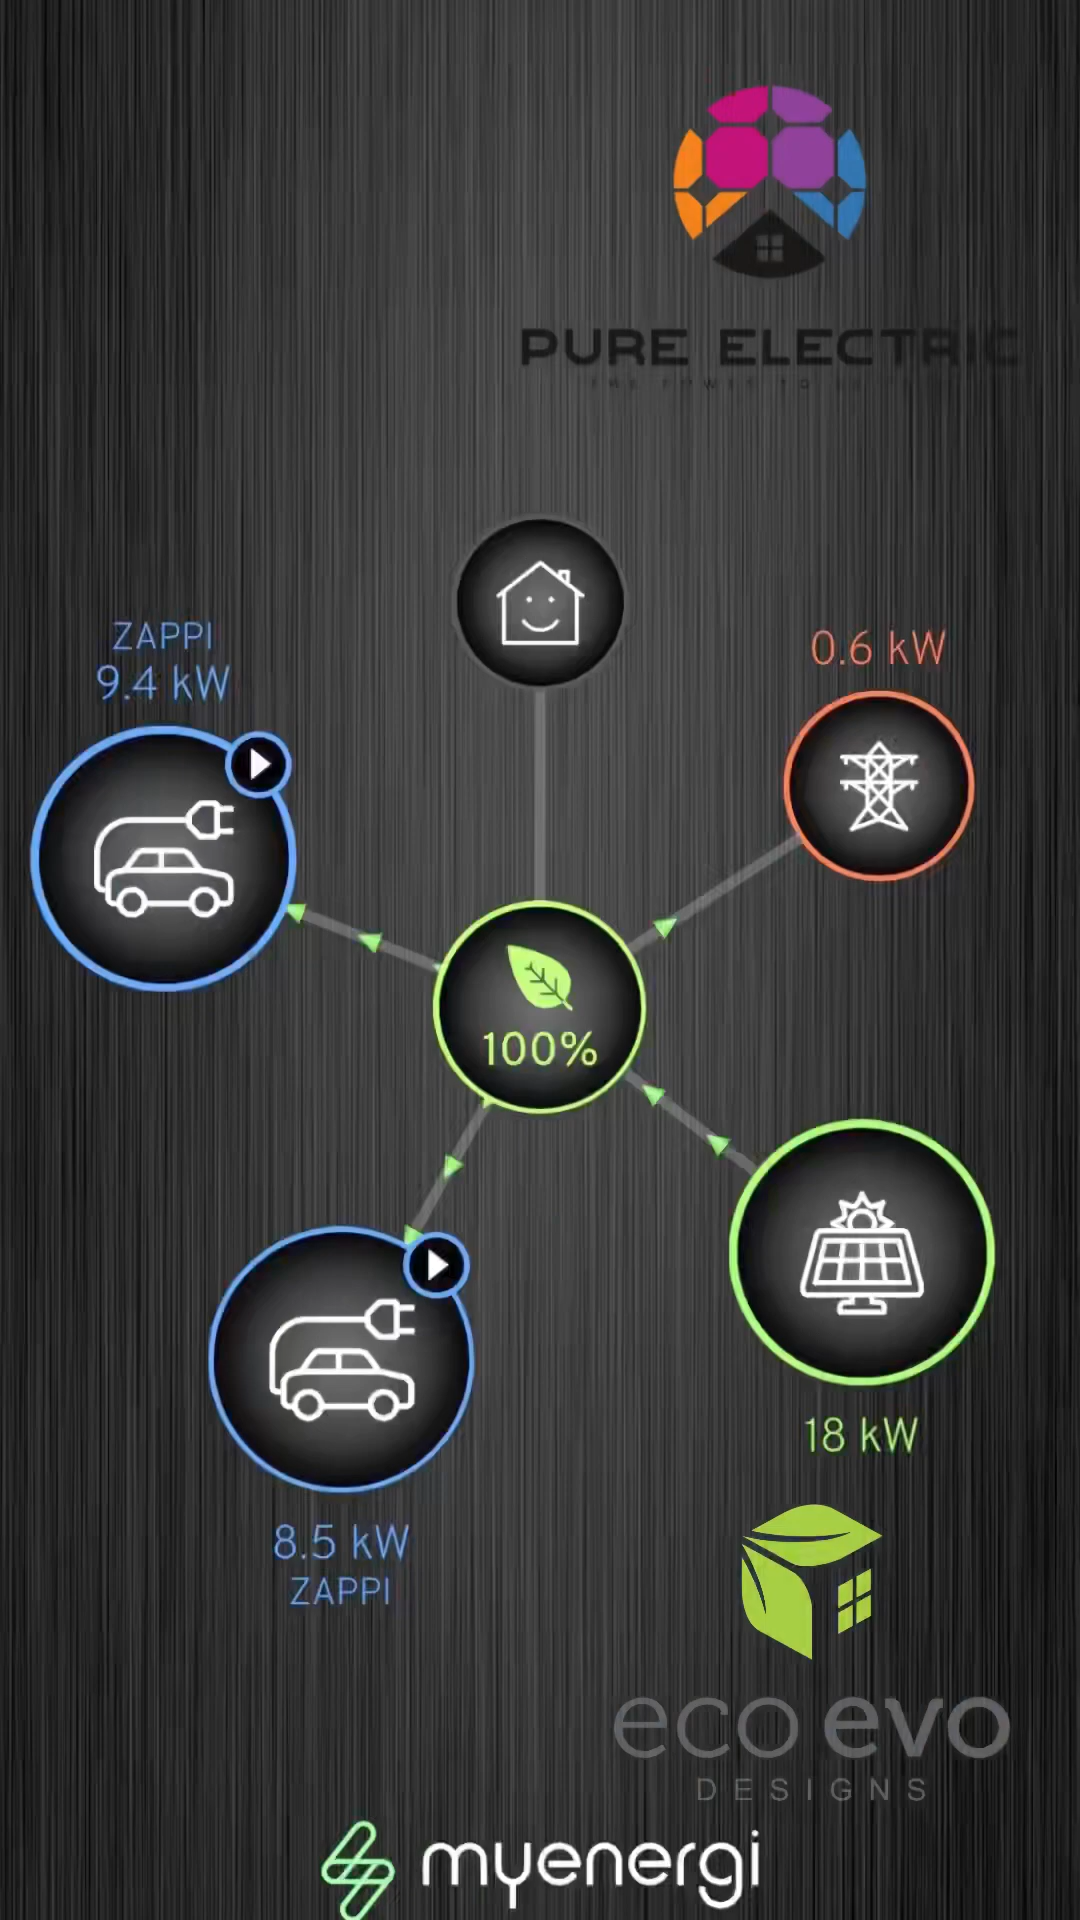 PURE ELECTRIC
ZAPPI
9.4 kW
0.6 kW
100%
18 kW
8.5 kW
ZAPPI
eco evo
DESIGNS
myenergi